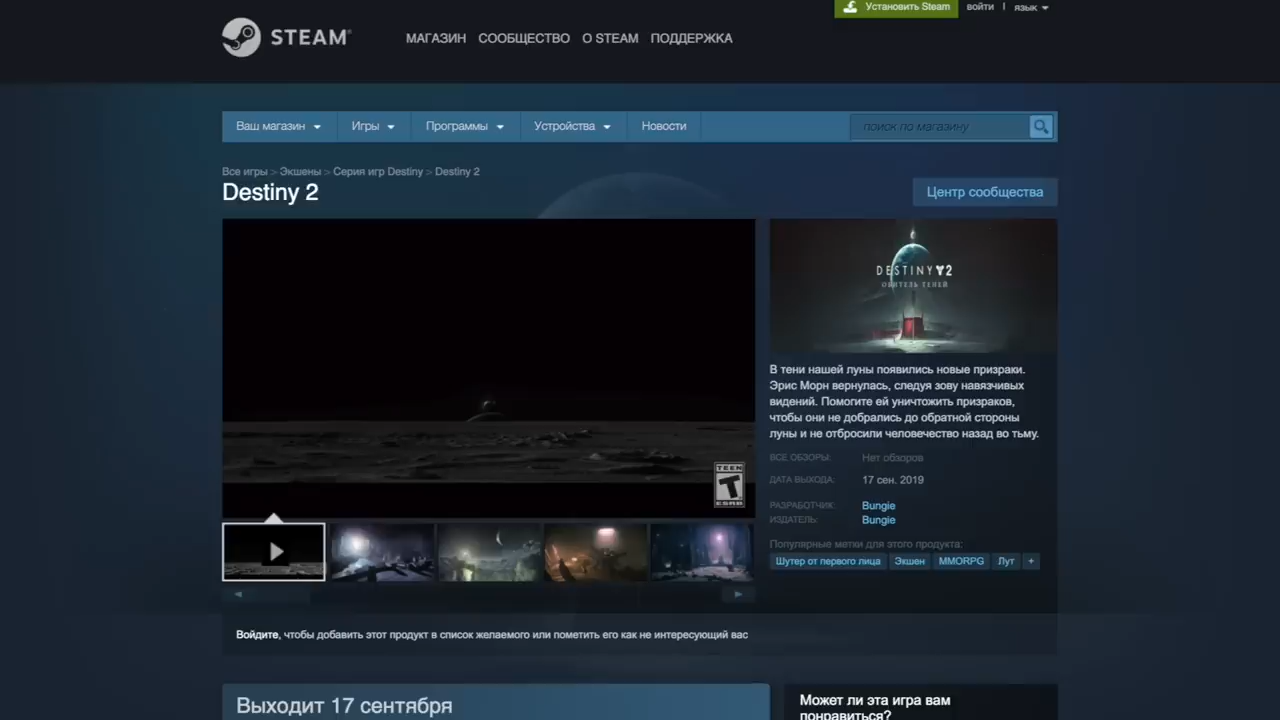 Установить Steam
войти
язык
STEAM®
МАГАЗИН СООБЩЕСТВО О STEAM ПОДДЕРЖКА
Ваш магазин Игры Программы Устройства Новости
поиск по магазину
Все игры > Экшены > Серия игр Destiny > Destiny 2
Destiny 2
Центр сообщества
DESTINY 2
ОБИТЕЛЬ ТЕНЕЙ
TEEN
T
ESRB
В тени нашей луны появились новые призраки.
Эрис Морн вернулась, следуя зову навязчивых
видений. Помогите ей уничтожить призраков,
чтобы они не добрались до обратной стороны
луны и не отбросили человечество назад во тьму.
ВСЕ ОБЗОРЫ: Нет обзоров
ДАТА ВЫХОДА: 17 сен. 2019
РАЗРАБОТЧИК: Bungie
ИЗДАТЕЛЬ: Bungie
Популярные метки для этого продукта:
Шутер от первого лица Экшен MMORPG Лут +
Войдите, чтобы добавить этот продукт в список желаемого или пометить его как не интересующий вас
Выходит 17 сентября
Может ли эта игра вам
понравиться?